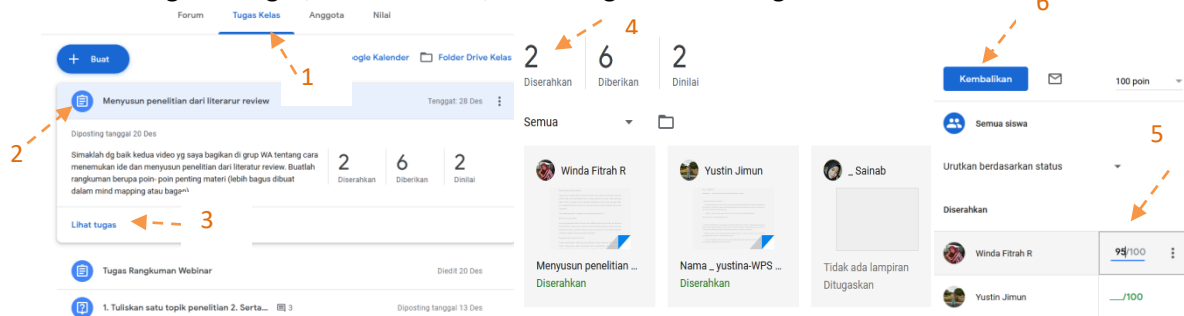 Forum Tugas Kelas Anggota Nilai
1
+ Buat
oogle Kalender Folder Drive Kelas
2
Menyusun penelitian dari literarur review
Tenggat: 28 Des
Diposting tanggal 20 Des
Simaklah dg baik kedua video yg saya bagikan di grup WA tentang cara
menemukan ide dan menyusun penelitian dari literatur review. Buatlah
rangkuman berupa poin- poin penting materi (lebih bagus dibuat
dalam mind mapping atau bagan)
2 Diserahkan
6 Diberikan
2 Dinilai
Lihat tugas
3
Tugas Rangkuman Webinar
Diedit 20 Des
1. Tuliskan satu topik penelitian 2. Serta... 3
Diposting tanggal 13 Des
4
2 Diserahkan
6 Diberikan
2 Dinilai
Semua
Winda Fitrah R
Menyusun penelitian ...
Diserahkan
Yustin Jimun
Nama _ yustina-WPS ...
Diserahkan
_ Sainab
Tidak ada lampiran
Ditugaskan
6
Kembalikan
100 poin
Semua siswa
5
Urutkan berdasarkan status
Diserahkan
Winda Fitrah R
95/100
Yustin Jimun
__/100